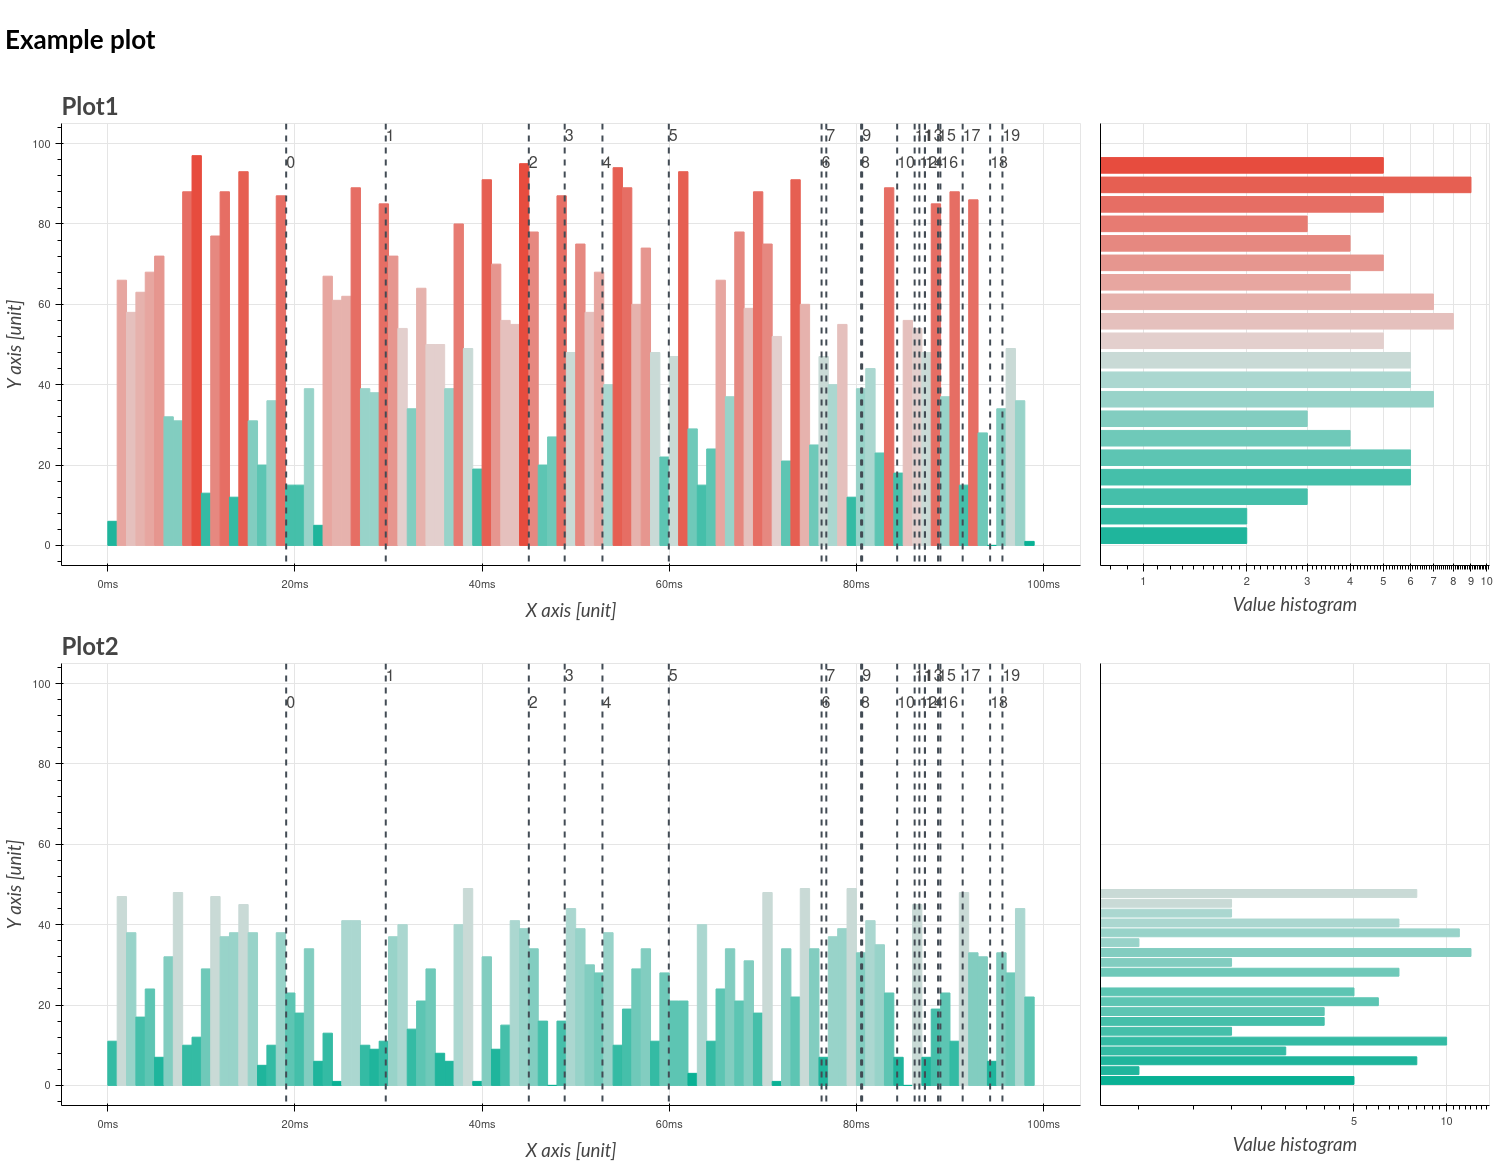 Example plot
Plot1
1 3 5 7 9 11 13 15 17 19
0 2 4 6 8 10 12 14 16 18
100
80
60
40
20
0
Y axis [unit]
0ms 20ms 40ms 60ms 80ms 100ms
X axis [unit]
1 2 3 4 5 6 7 8 9 10
Value histogram
Plot2
1 3 5 7 9 11 13 15 17 19
0 2 4 6 8 10 12 14 16 18
100
80
60
40
20
0
Y axis [unit]
0ms 20ms 40ms 60ms 80ms 100ms
X axis [unit]
5 10
Value histogram